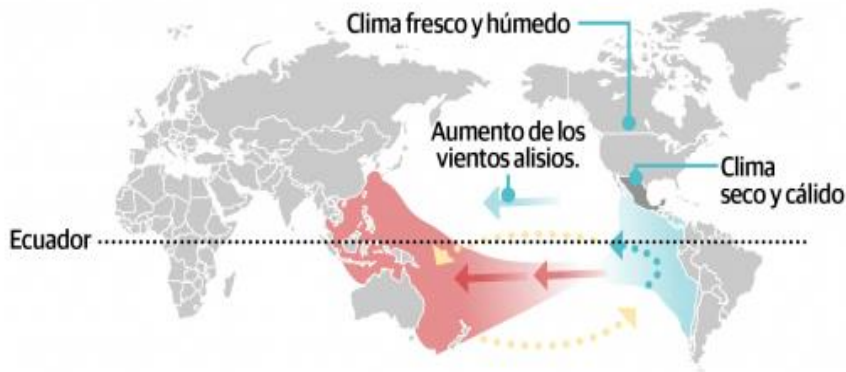 Clima fresco y húmedo
Aumento de los
vientos alisios.
Clima
seco y cálido
Ecuador